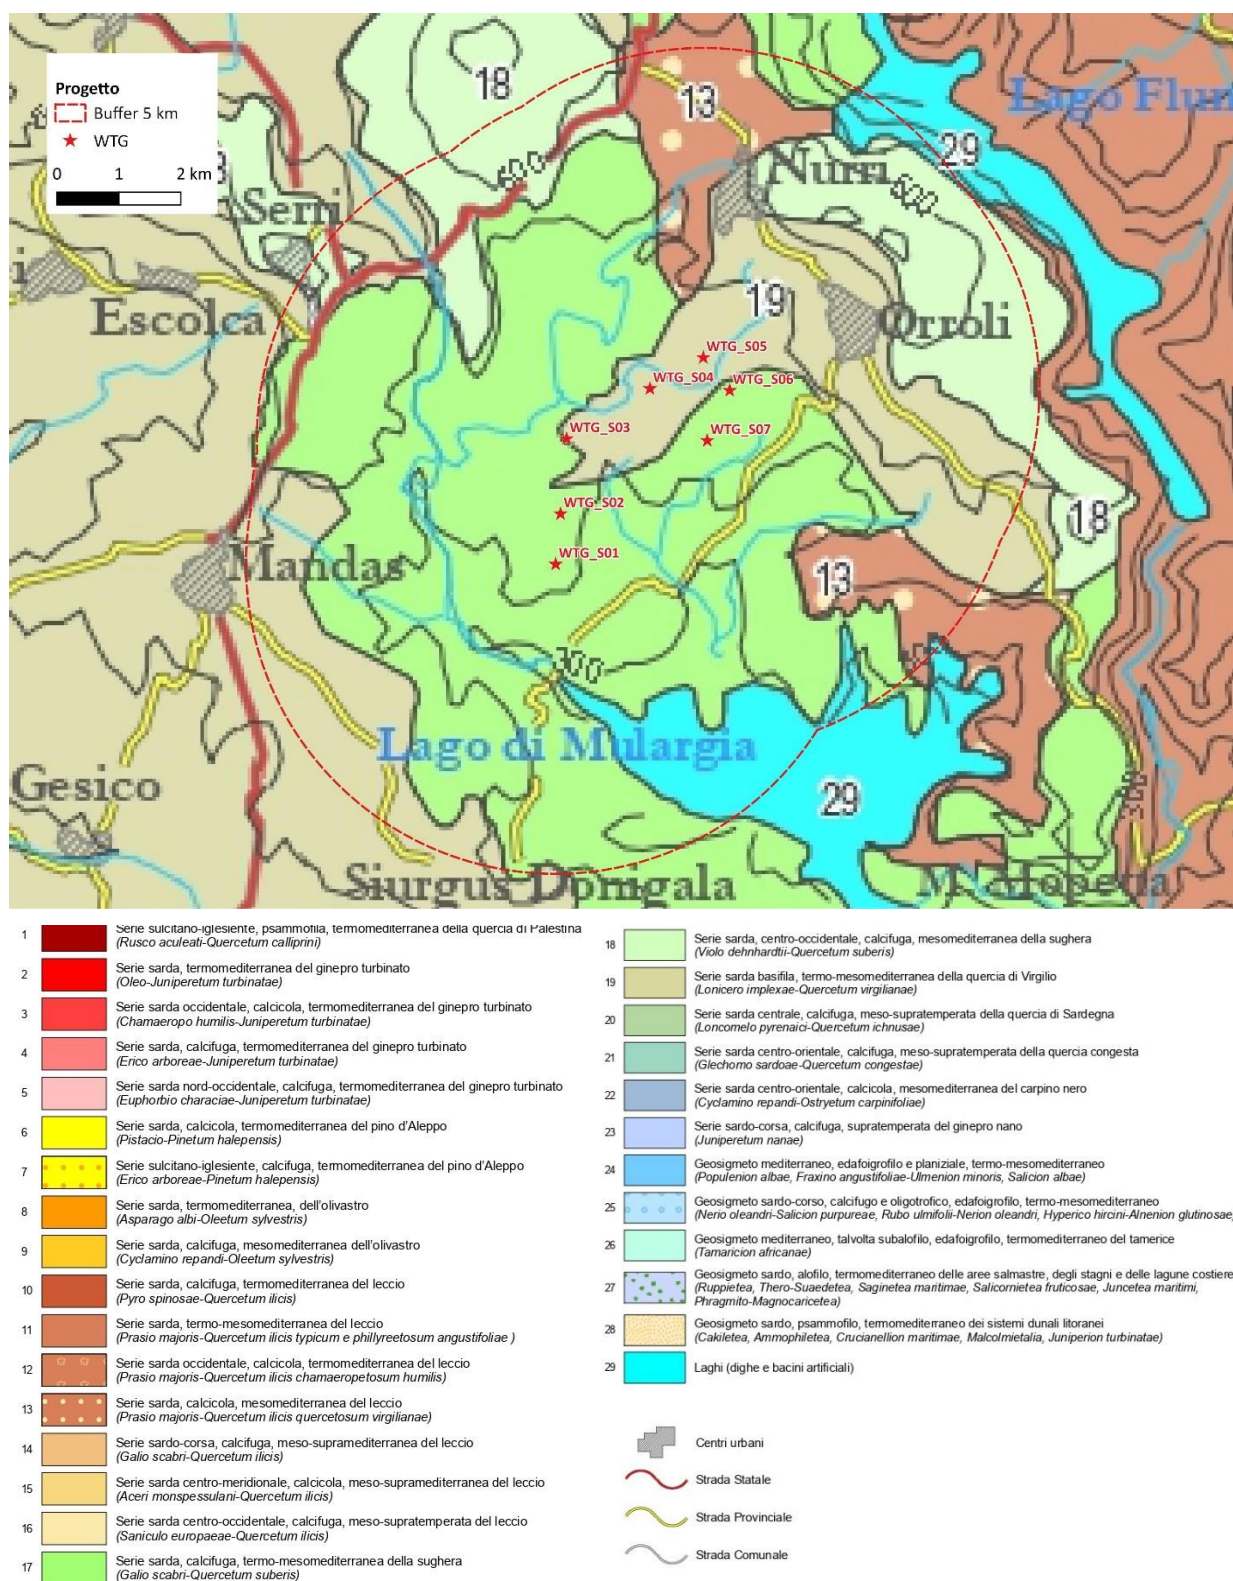 Progetto
Buffer 5 km
WTG
0 1 2 km
18
13
Lago Flum
29
Nurri
600
600
Serri
Escolca
19
Orroli
WTG_S05
WTG_S04
WTG_S06
WTG_S03
WTG_S07
WTG_S02
WTG_S01
18
Mandas
13
300
Lago di Mulargia
Gesico
29
300
Siurgus Donigala
1 Serie sulcitano-iglesiente, psammofila, termomediterranea della quercia di Palestina
(Rusco aculeati-Quercetum calliprini)
2 Serie sarda, termomediterranea del ginepro turbinato
(Oleo-Juniperetum turbinatae)
3 Serie sarda occidentale, calcicola, termomediterranea del ginepro turbinato
(Chamaeropo humilis-Juniperetum turbinatae)
4 Serie sarda, calcifuga, termomediterranea del ginepro turbinato
(Erico arboreae-Juniperetum turbinatae)
5 Serie sarda nord-occidentale, calcifuga, termomediterranea del ginepro turbinato
(Euphorbio characiae-Juniperetum turbinatae)
6 Serie sarda, calcicola, termomediterranea del pino d'Aleppo
(Pistacio-Pinetum halepensis)
7 Serie sulcitano-iglesiente, calcifuga, termomediterranea del pino d'Aleppo
(Erico arboreae-Pinetum halepensis)
8 Serie sarda, termomediterranea, dell'olivastro
(Asparago albi-Oleetum sylvestris)
9 Serie sarda, calcifuga, mesomediterranea dell'olivastro
(Cyclamino repandi-Oleetum sylvestris)
10 Serie sarda, calcifuga, termomediterranea del leccio
(Pyro spinosae-Quercetum ilicis)
11 Serie sarda, termo-mesomediterranea del leccio
(Prasio majoris-Quercetum ilicis typicum e phillyreetosum angustifoliae )
12 Serie sarda occidentale, calcicola, termomediterranea del leccio
(Prasio majoris-Quercetum ilicis chamaeropetosum humilis)
13 Serie sarda, calcicola, mesomediterranea del leccio
(Prasio majoris-Quercetum ilicis quercetosum virgilianae)
14 Serie sardo-corsa, calcifuga, meso-supramediterranea del leccio
(Galio scabri-Quercetum ilicis)
15 Serie sarda centro-meridionale, calcicola, meso-supramediterranea del leccio
(Aceri monspessulani-Quercetum ilicis)
16 Serie sarda centro-occidentale, calcifuga, meso-supratemperata del leccio
(Saniculo europaeae-Quercetum ilicis)
17 Serie sarda, calcifuga, termo-mesomediterranea della sughera
(Galio scabri-Quercetum suberis)
18 Serie sarda, centro-occidentale, calcifuga, mesomediterranea della sughera
(Violo dehnhardtii-Quercetum suberis)
19 Serie sarda basifila, termo-mesomediterranea della quercia di Virgilio
(Lonicero implexae-Quercetum virgilianae)
20 Serie sarda centrale, calcifuga, meso-supratemperata della quercia di Sardegna
(Loncomelo pyrenaici-Quercetum ichnusae)
21 Serie sarda centro-orientale, calcifuga, meso-supratemperata della quercia congesta
(Glechomo sardoae-Quercetum congestae)
22 Serie sarda centro-orientale, calcicola, mesomediterranea del carpino nero
(Cyclamino repandi-Ostryetum carpinifoliae)
23 Serie sardo-corsa, calcifuga, supratemperata del ginepro nano
(Juniperetum nanae)
24 Geosigmeto mediterraneo, edafoigrofilo e planiziale, termo-mesomediterraneo
(Populenion albae, Fraxino angustifoliae-Ulmenion minoris, Salicion albae)
25 Geosigmeto sardo-corso, calcifugo e oligotrofico, edafoigrofilo, termo-mesomediterraneo
(Nerio oleandri-Salicion purpureae, Rubo ulmifolii-Nerion oleandri, Hyperico hircini-Alnenion glutinosae)
26 Geosigmeto mediterraneo, talvolta subalofilo, edafoigrofilo, termomediterraneo del tamerice
(Tamaricion africanae)
27 Geosigmeto sardo, alofilo, termomediterraneo delle aree salmastre, degli stagni e delle lagune costiere
(Ruppietea, Thero-Suaedetea, Saginetea maritimae, Salicornietea fruticosae, Juncetea maritimi,
Phragmito-Magnocaricetea)
28 Geosigmeto sardo, psammofilo, termomediterraneo dei sistemi dunali litoranei
(Cakiletea, Ammophiletea, Crucianellion maritimae, Malcolmietalia, Juniperion turbinatae)
29 Laghi (dighe e bacini artificiali)
Centri urbani
Strada Statale
Strada Provinciale
Strada Comunale